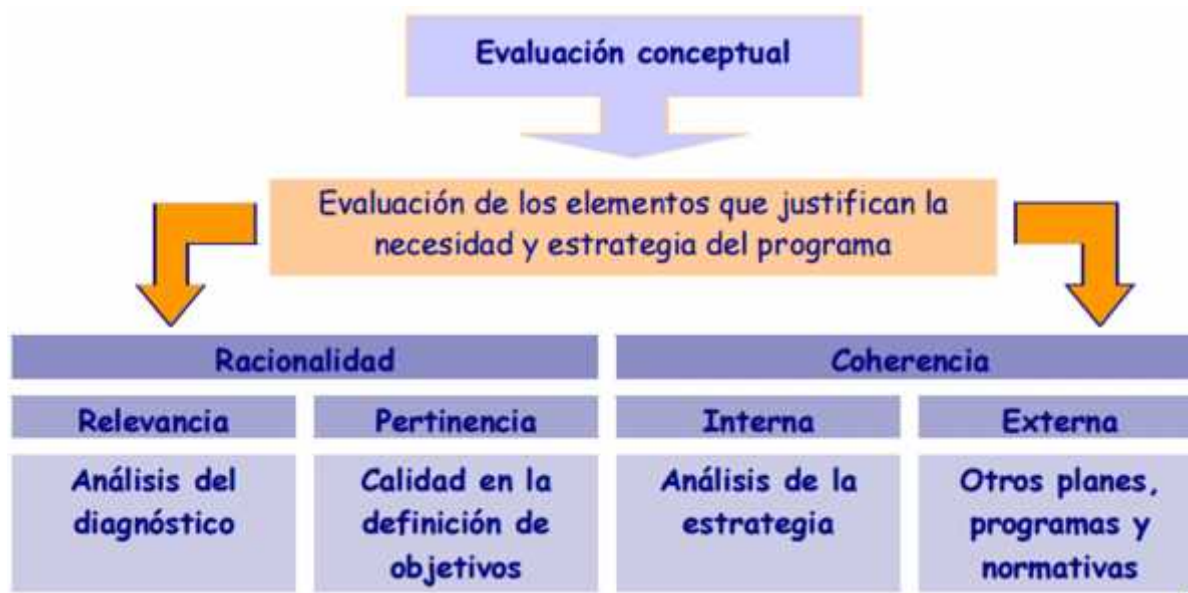 Evaluación conceptual
Evaluación de los elementos que justifican la
necesidad y estrategia del programa
Racionalidad
Coherencia
Relevancia
Pertinencia
Interna
Externa
Análisis del
diagnóstico
Calidad en la
definición de
objetivos
Análisis de la
estrategia
Otros planes,
programas y
normativas